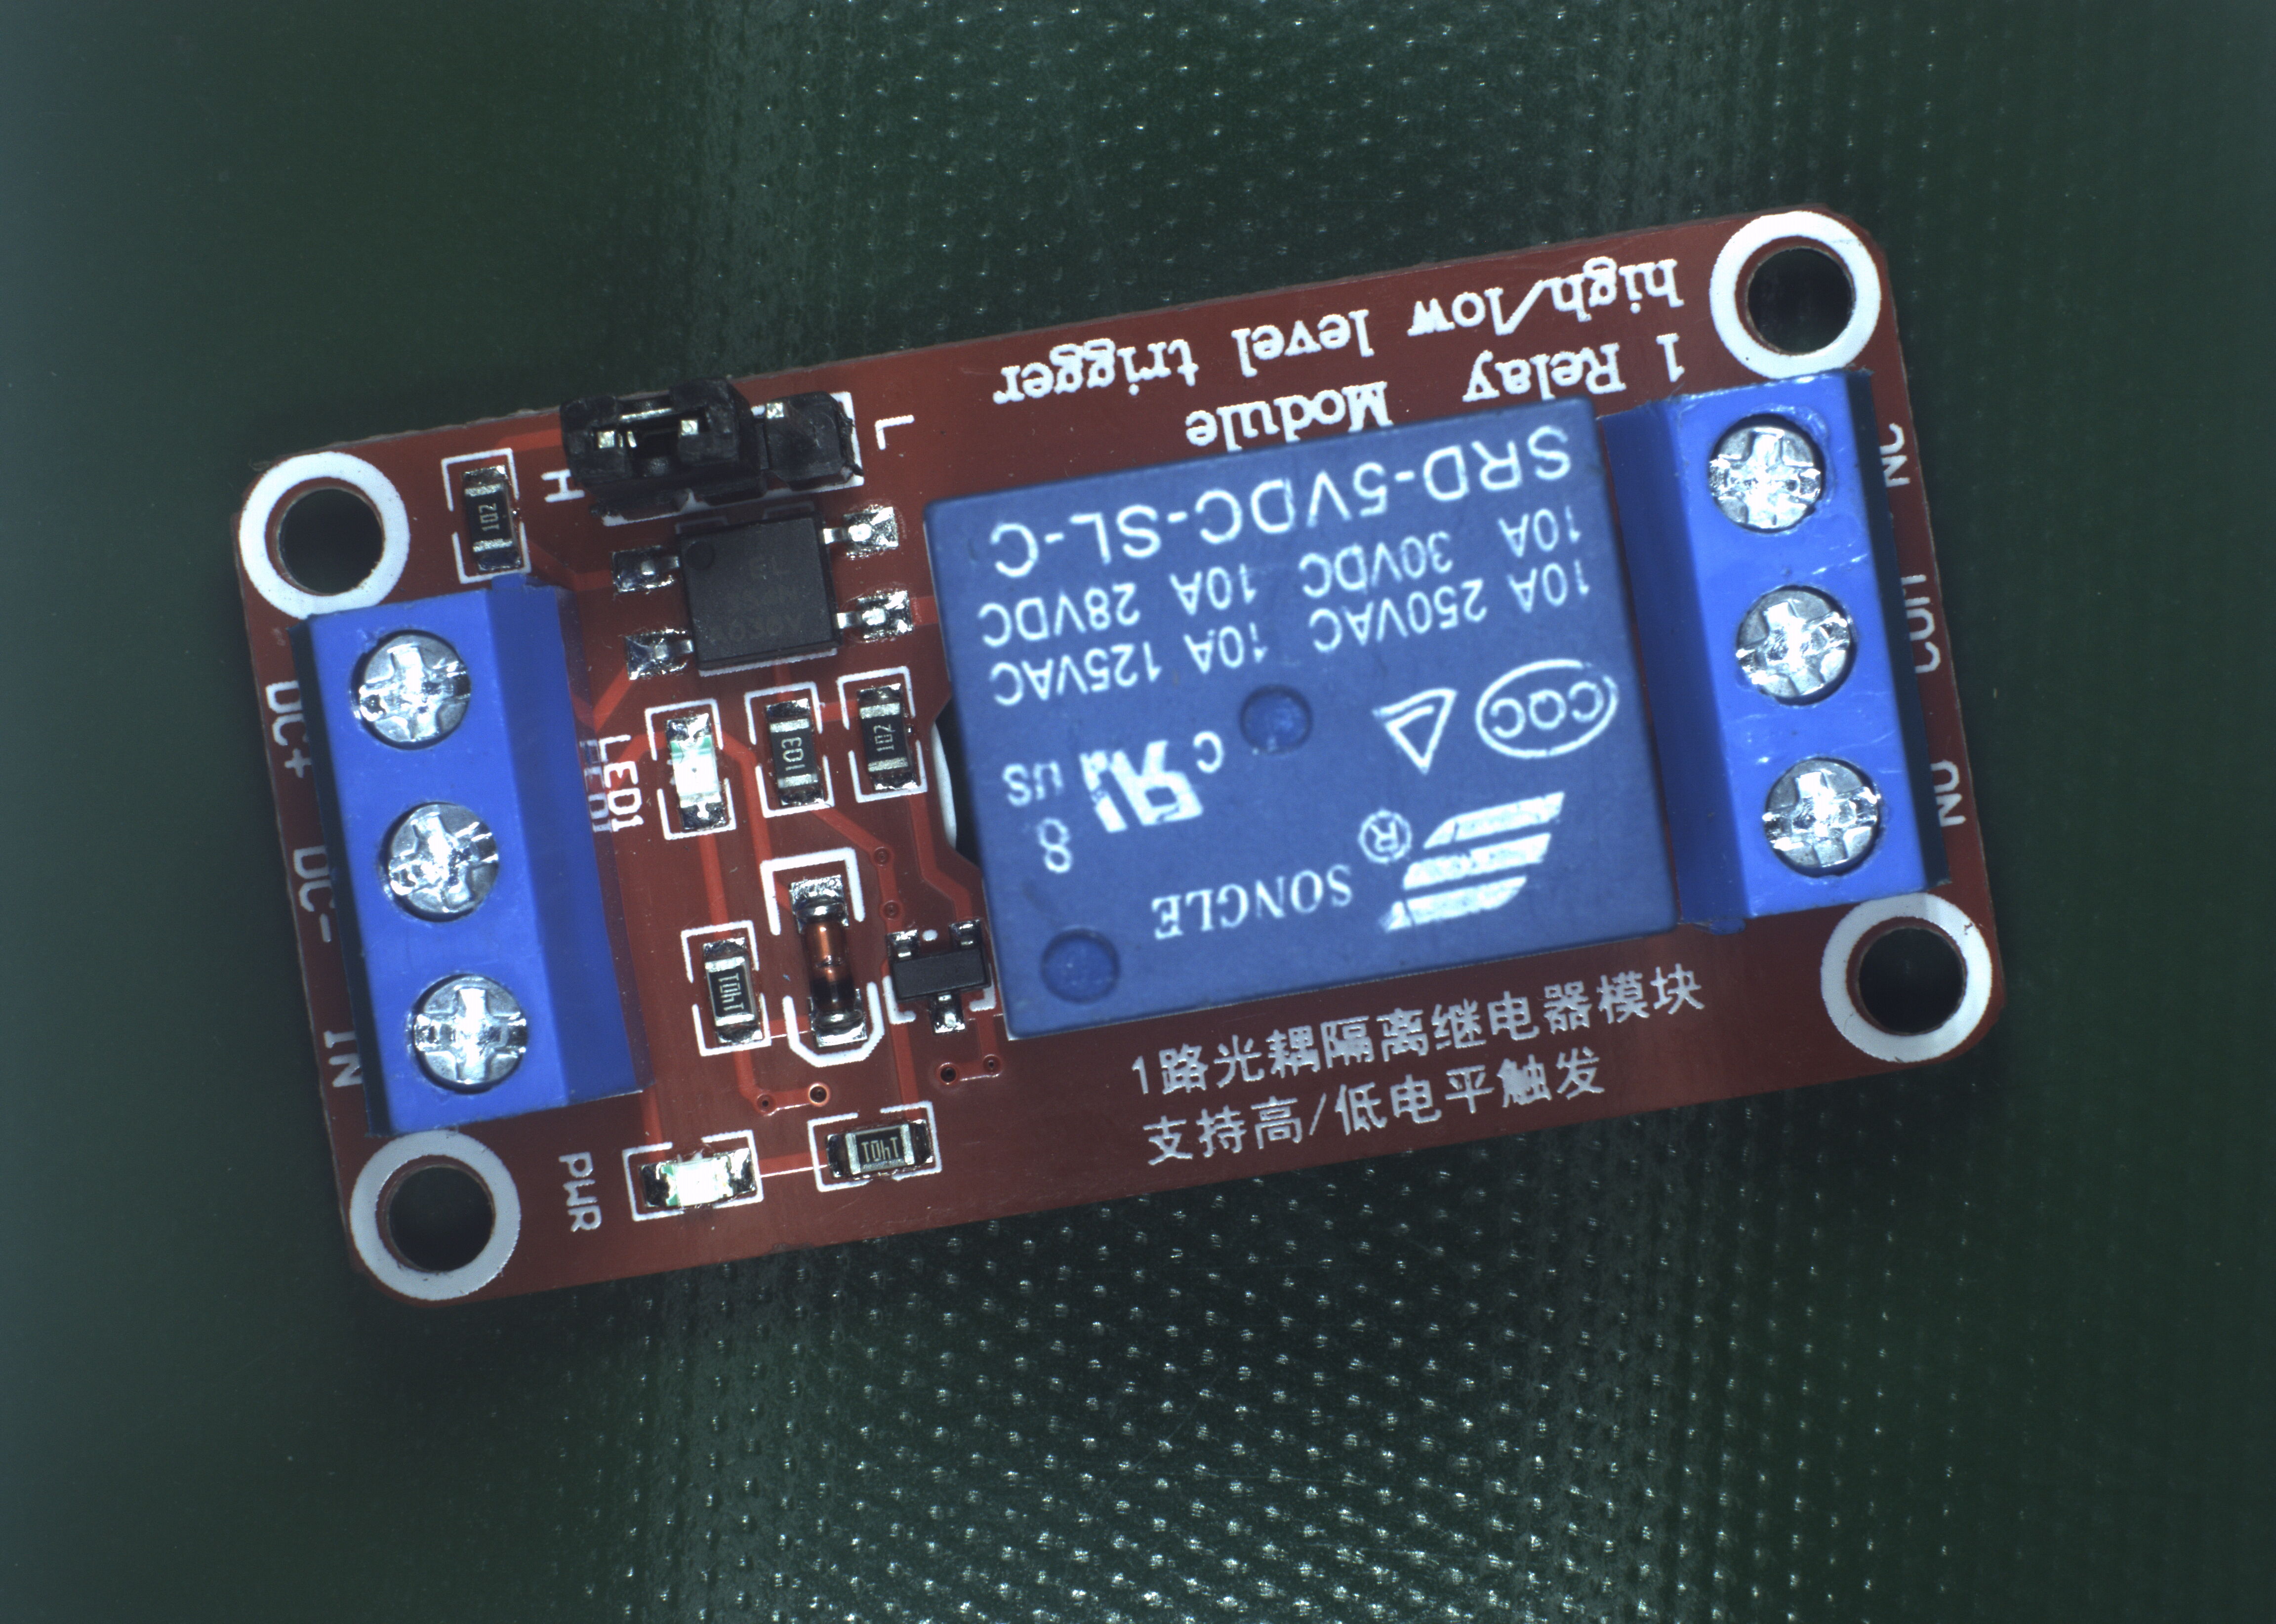 high/low level trigger
1 Relay
Module
L
H
102
SRD-5VDC-SL-C
10A 30VDC 10A 28VDC
10A 250VAC 10A 125VAC
CQC
c
US
8
®
SONGLE
NC
COM
NO
DC+
DC-
IN
LED1
103
102
1401
1路光耦隔离继电器模块
支持高/低电平触发
PWR
1401